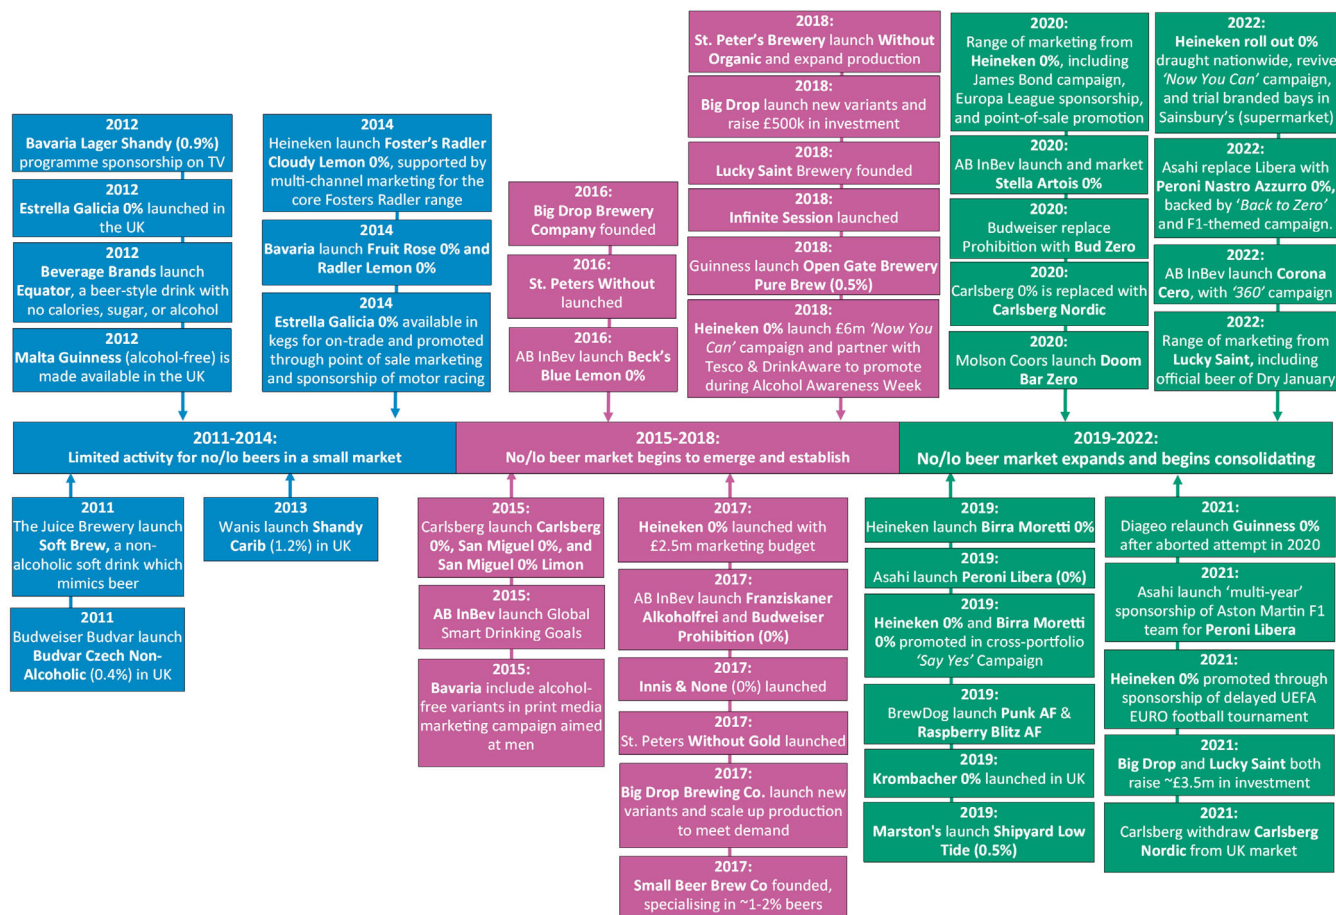 2012
Bavaria Lager Shandy (0.9%)
programme sponsorship on TV
2012
Estrella Galicia 0% launched in
the UK
2012
Beverage Brands launch
Equator, a beer-style drink with
no calories, sugar, or alcohol
2012
Malta Guinness (alcohol-free) is
made available in the UK
2014
Heineken launch Foster's Radler
Cloudy Lemon 0%, supported by
multi-channel marketing for the
core Fosters Radler range
2014
Bavaria launch Fruit Rose 0% and
Radler Lemon 0%
2014
Estrella Galicia 0% available in
kegs for on-trade and promoted
through point of sale marketing
and sponsorship of motor racing
2016:
Big Drop Brewery
Company founded
2016:
St. Peters Without
launched
2016:
AB InBev launch Beck's
Blue Lemon 0%
2018:
St. Peter's Brewery launch Without
Organic and expand production
2018:
Big Drop launch new variants and
raise £500k in investment
2018:
Lucky Saint Brewery founded
2018:
Infinite Session launched
2018:
Guinness launch Open Gate Brewery
Pure Brew (0.5%)
2018:
Heineken 0% launch £6m ‘Now You
Can’ campaign and partner with
Tesco & DrinkAware to promote
during Alcohol Awareness Week
2020:
Range of marketing from
Heineken 0%, including
James Bond campaign,
Europa League sponsorship,
and point-of-sale promotion
2020:
AB InBev launch and market
Stella Artois 0%
2020:
Budweiser replace
Prohibition with Bud Zero
2020:
Carlsberg 0% is replaced with
Carlsberg Nordic
2020:
Molson Coors launch Doom
Bar Zero
2022:
Heineken roll out 0%
draught nationwide, revive
‘Now You Can’ campaign,
and trial branded bays in
Sainsbury's (supermarket)
2022:
Asahi replace Libera with
Peroni Nastro Azzurro 0%,
backed by ‘Back to Zero’
and F1-themed campaign.
2022:
AB InBev launch Corona
Cero, with ‘360’ campaign
2022:
Range of marketing from
Lucky Saint, including
official beer of Dry January
2011-2014:
Limited activity for no/lo beers in a small market
2015-2018:
No/lo beer market begins to emerge and establish
2019-2022:
No/lo beer market expands and begins consolidating
2011
The Juice Brewery launch
Soft Brew, a non-
alcoholic soft drink which
mimics beer
2011
Budweiser Budvar launch
Budvar Czech Non-
Alcoholic (0.4%) in UK
2013
Wanis launch Shandy
Carib (1.2%) in UK
2015:
Carlsberg launch Carlsberg
0%, San Miguel 0%, and
San Miguel 0% Limon
2015:
AB InBev launch Global
Smart Drinking Goals
2015:
Bavaria include alcohol-
free variants in print media
marketing campaign aimed
at men
2017:
Heineken 0% launched with
£2.5m marketing budget
2017:
AB InBev launch Franziskaner
Alkoholfrei and Budweiser
Prohibition (0%)
2017:
Innis & None (0%) launched
2017:
St. Peters Without Gold launched
2017:
Big Drop Brewing Co. launch new
variants and scale up production
to meet demand
2017:
Small Beer Brew Co founded,
specialising in ~1-2% beers
2019:
Heineken launch Birra Moretti 0%
2019:
Asahi launch Peroni Libera (0%)
2019:
Heineken 0% and Birra Moretti
0% promoted in cross-portfolio
‘Say Yes’ Campaign
2019:
BrewDog launch Punk AF &
Raspberry Blitz AF
2019:
Krombacher 0% launched in UK
2019:
Marston's launch Shipyard Low
Tide (0.5%)
2021:
Diageo relaunch Guinness 0%
after aborted attempt in 2020
2021:
Asahi launch ‘multi-year’
sponsorship of Aston Martin F1
team for Peroni Libera
2021:
Heineken 0% promoted through
sponsorship of delayed UEFA
EURO football tournament
2021:
Big Drop and Lucky Saint both
raise ~£3.5m in investment
2021:
Carlsberg withdraw Carlsberg
Nordic from UK market